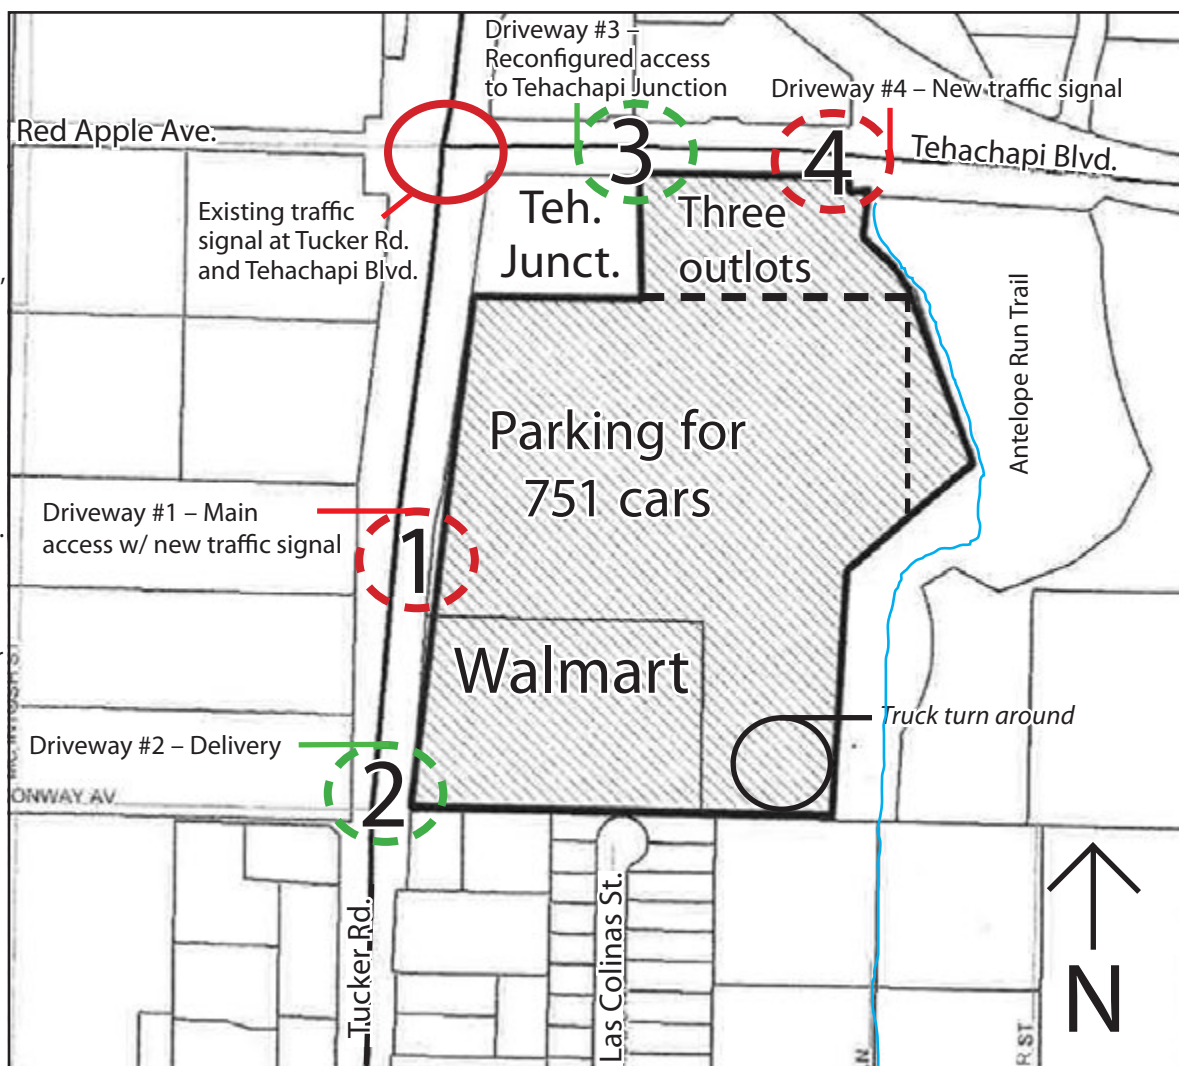 Driveway #3 –
Reconfigured access
to Tehachapi Junction
Driveway #4 – New traffic signal
Red Apple Ave.
3
4
Tehachapi Blvd.
Existing traffic
signal at Tucker Rd.
and Tehachapi Blvd.
Teh.
Junct.
Three
outlots
Antelope Run Trail
Parking for
751 cars
Driveway #1 – Main
access w/ new traffic signal
1
Walmart
Truck turn around
Driveway #2 – Delivery
2
ONWAY AV
Tucker Rd.
Las Colinas St.
N
R ST
N